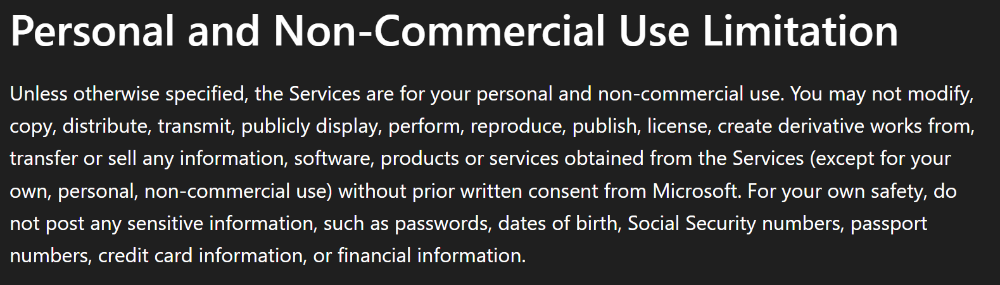 Personal and Non-Commercial Use Limitation
Unless otherwise specified, the Services are for your personal and non-commercial use. You may not modify,
copy, distribute, transmit, publicly display, perform, reproduce, publish, license, create derivative works from,
transfer or sell any information, software, products or services obtained from the Services (except for your
own, personal, non-commercial use) without prior written consent from Microsoft. For your own safety, do
not post any sensitive information, such as passwords, dates of birth, Social Security numbers, passport
numbers, credit card information, or financial information.